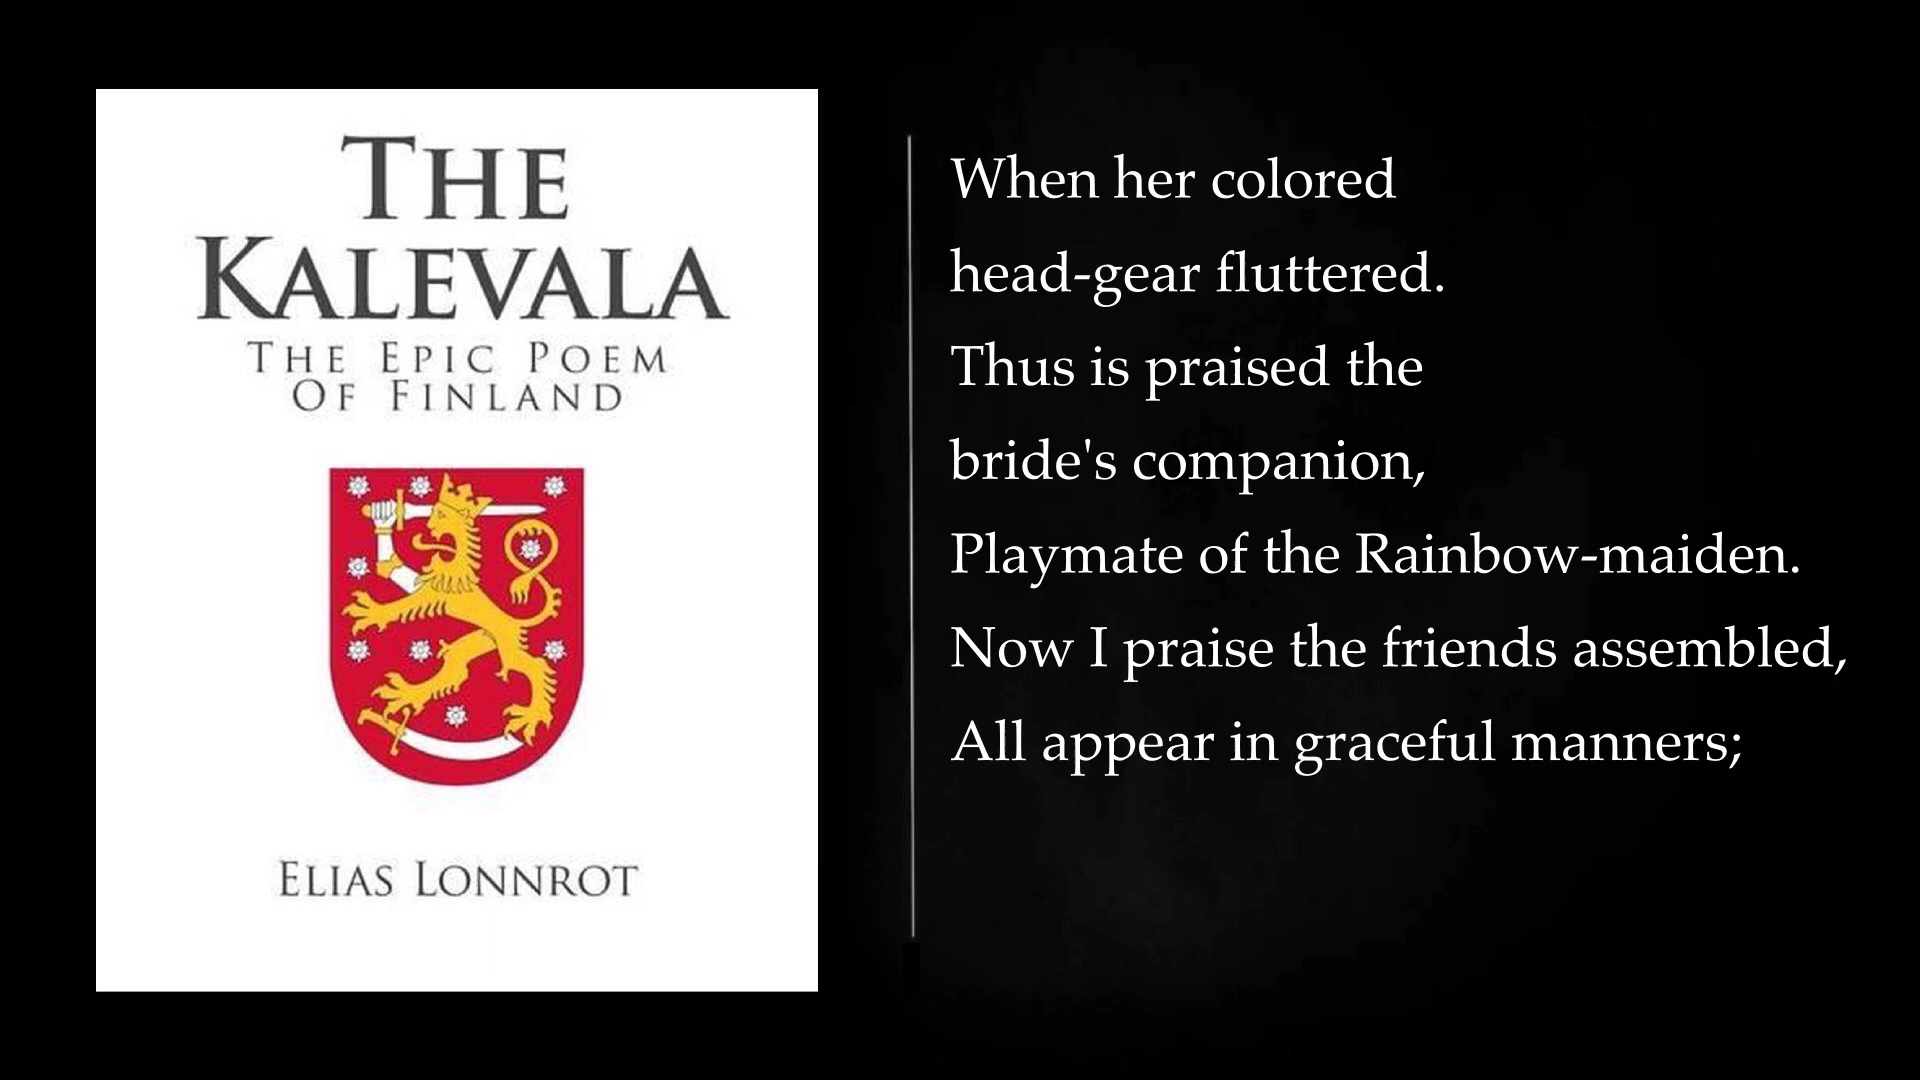 THE
KALEVALA
THE EPIC POEM
OF FINLAND
ELIAS LONNROT
When her colored
head-gear fluttered.
Thus is praised the
bride's companion,
Playmate of the Rainbow-maiden.
Now I praise the friends assembled,
All appear in graceful manners;